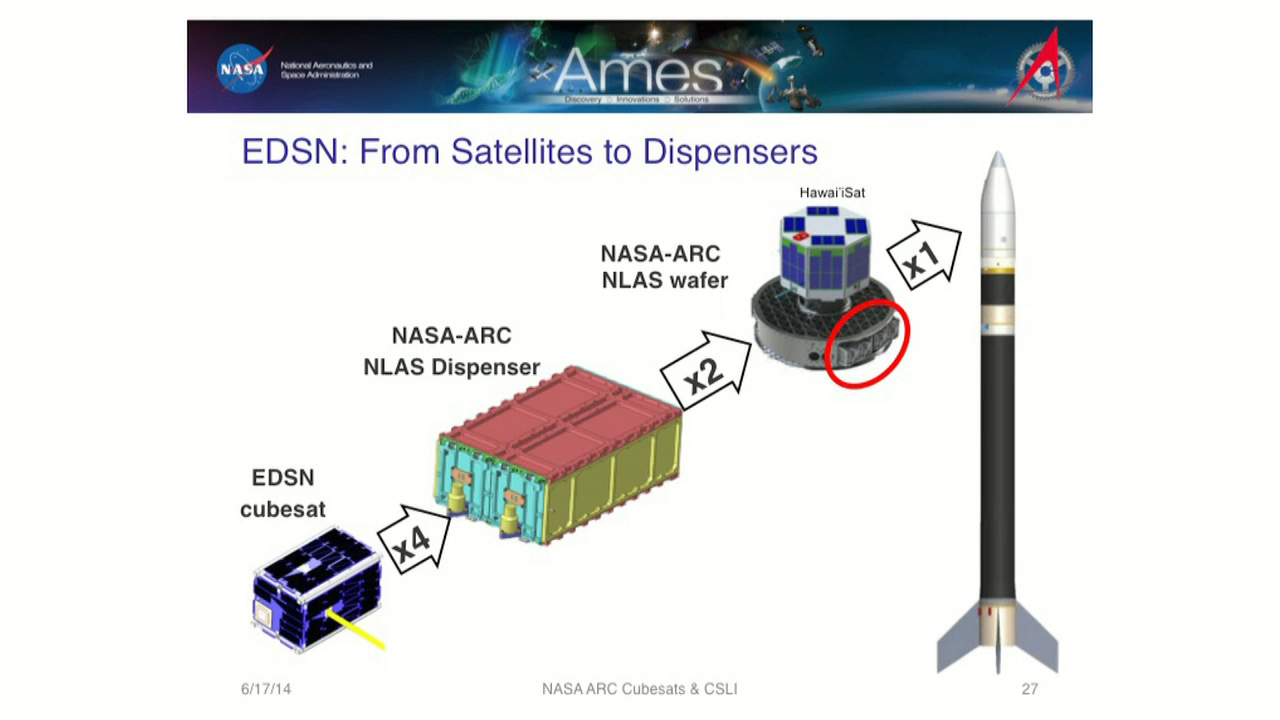 NASA
National Aeronautics and
Space Administration
Ames
Discovery □ Innovations □ Solutions
EDSN: From Satellites to Dispensers
Hawai'iSat
NASA-ARC
NLAS wafer
x1
NASA-ARC
NLAS Dispenser
x2
EDSN
cubesat
x4
6/17/14
NASA ARC Cubesats & CSLI
27